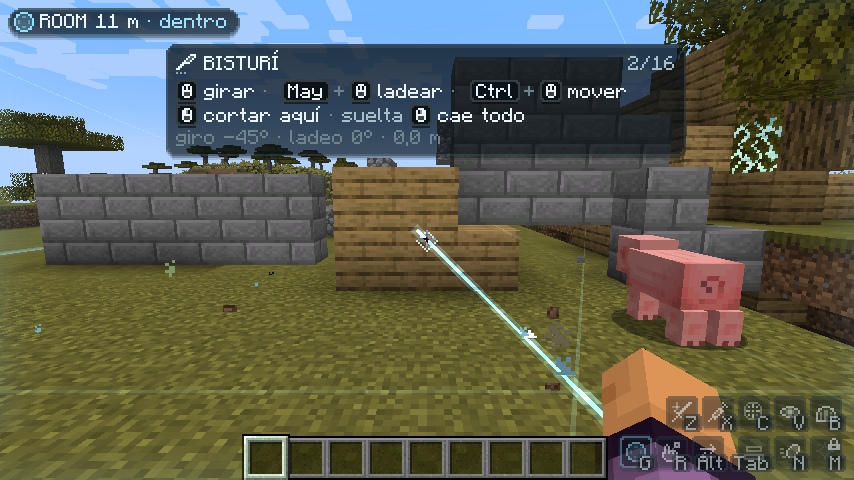 ROOM 11 m · dentro
BISTURÍ 2/16
girar · May + ladear · Ctrl + mover
cortar aquí · suelta cae todo
giro −45° · ladeo 0° · 0,0 m
Z X C V B
G R Alt Tab N M